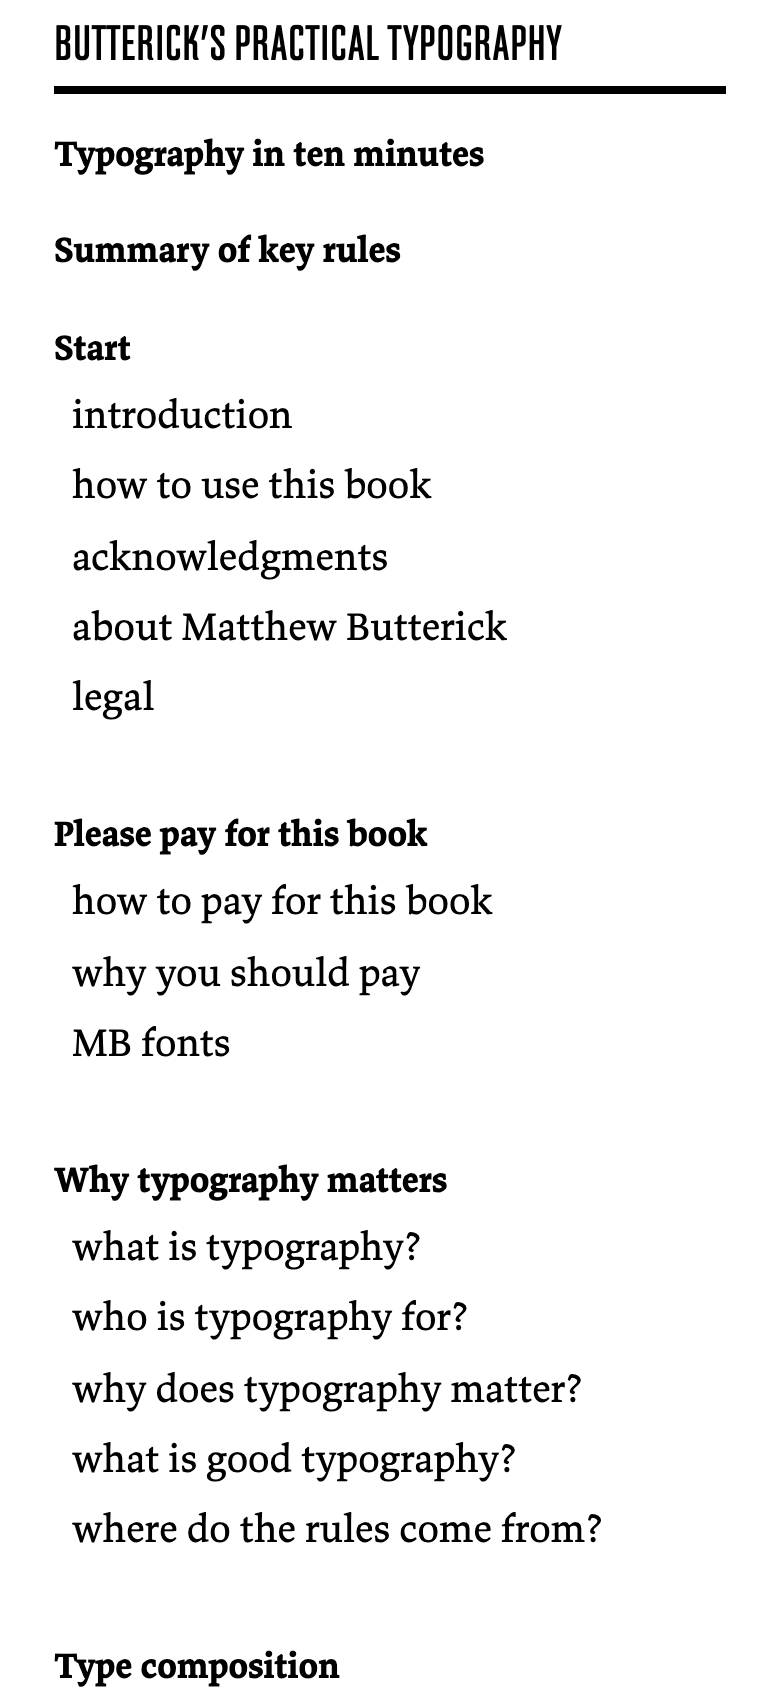 BUTTERICK’S PRACTICAL TYPOGRAPHY
Typography in ten minutes
Summary of key rules
Start
introduction
how to use this book
acknowledgments
about Matthew Butterick
legal
Please pay for this book
how to pay for this book
why you should pay
MB fonts
Why typography matters
what is typography?
who is typography for?
why does typography matter?
what is good typography?
where do the rules come from?
Type composition